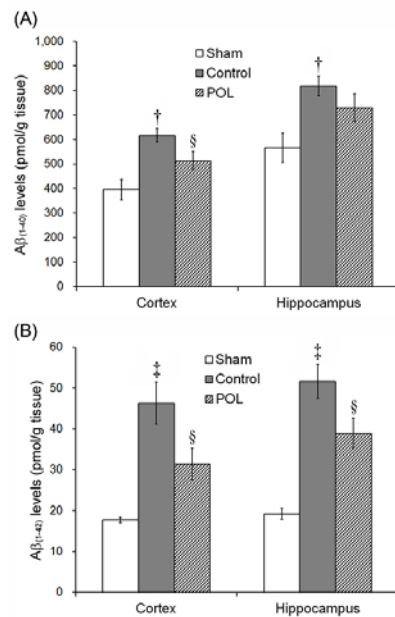 (A)
1,000
900
800
700
600
500
400
300
200
100
0
Aβ(1-40) levels (pmol/g tissue)
Sham
Control
POL
†
§
†
Cortex
Hippocampus
(B)
60
50
40
30
20
10
0
Aβ(1-42) levels (pmol/g tissue)
Sham
Control
POL
‡
§
‡
§
Cortex
Hippocampus